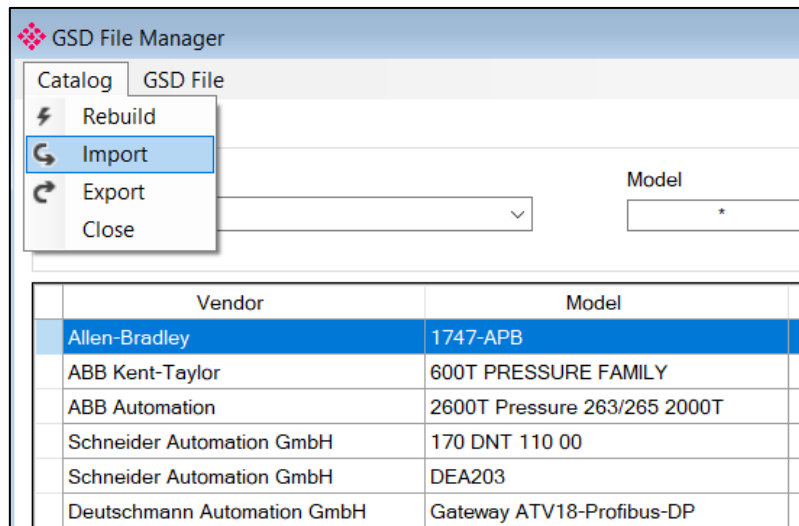 GSD File Manager
Catalog GSD File
Rebuild
Import
Export
Close
Model
*
Vendor Model
Allen-Bradley 1747-APB
ABB Kent-Taylor 600T PRESSURE FAMILY
ABB Automation 2600T Pressure 263/265 2000T
Schneider Automation GmbH 170 DNT 110 00
Schneider Automation GmbH DEA203
Deutschmann Automation GmbH Gateway ATV18-Profibus-DP